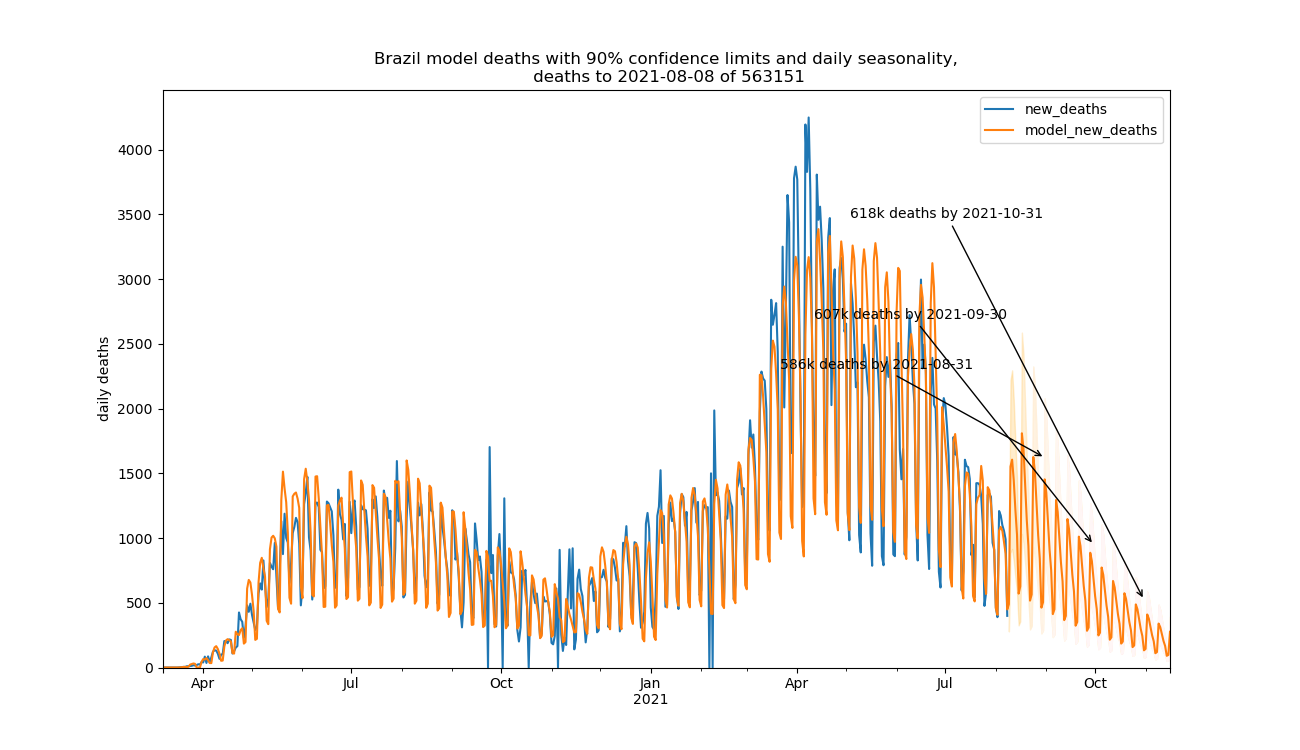 Brazil model deaths with 90% confidence limits and daily seasonality,
deaths to 2021-08-08 of 563151
new_deaths
model_new_deaths
4000
3500
3000
2500
2000
1500
1000
500
0
daily deaths
618k deaths by 2021-10-31
607k deaths by 2021-09-30
586k deaths by 2021-08-31
Apr
Jul
Oct
Jan
2021
Apr
Jul
Oct